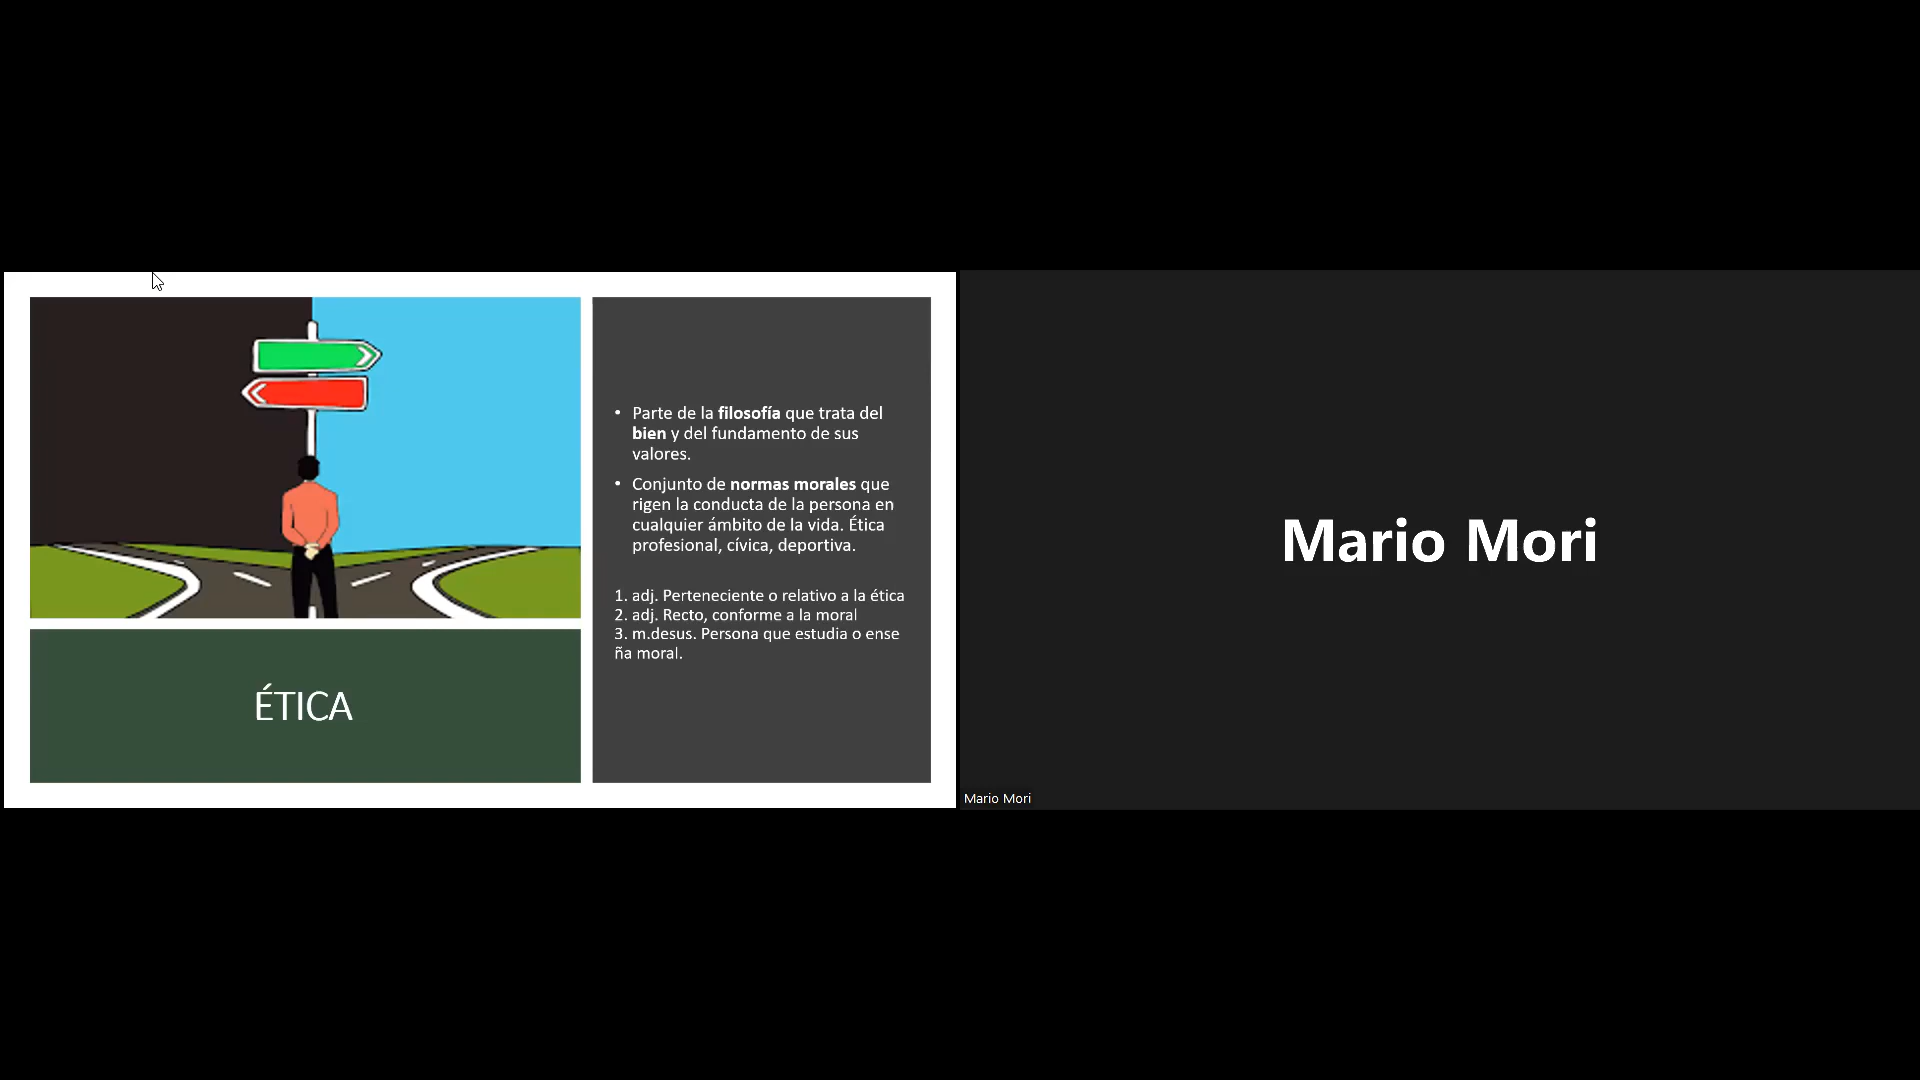 • Parte de la filosofía que trata del
bien y del fundamento de sus
valores.
• Conjunto de normas morales que
rigen la conducta de la persona en
cualquier ámbito de la vida. Ética
profesional, cívica, deportiva.
1. adj. Perteneciente o relativo a la ética
2. adj. Recto, conforme a la moral
3. m.desus. Persona que estudia o ense
ña moral.
ÉTICA
Mario Mori
Mario Mori